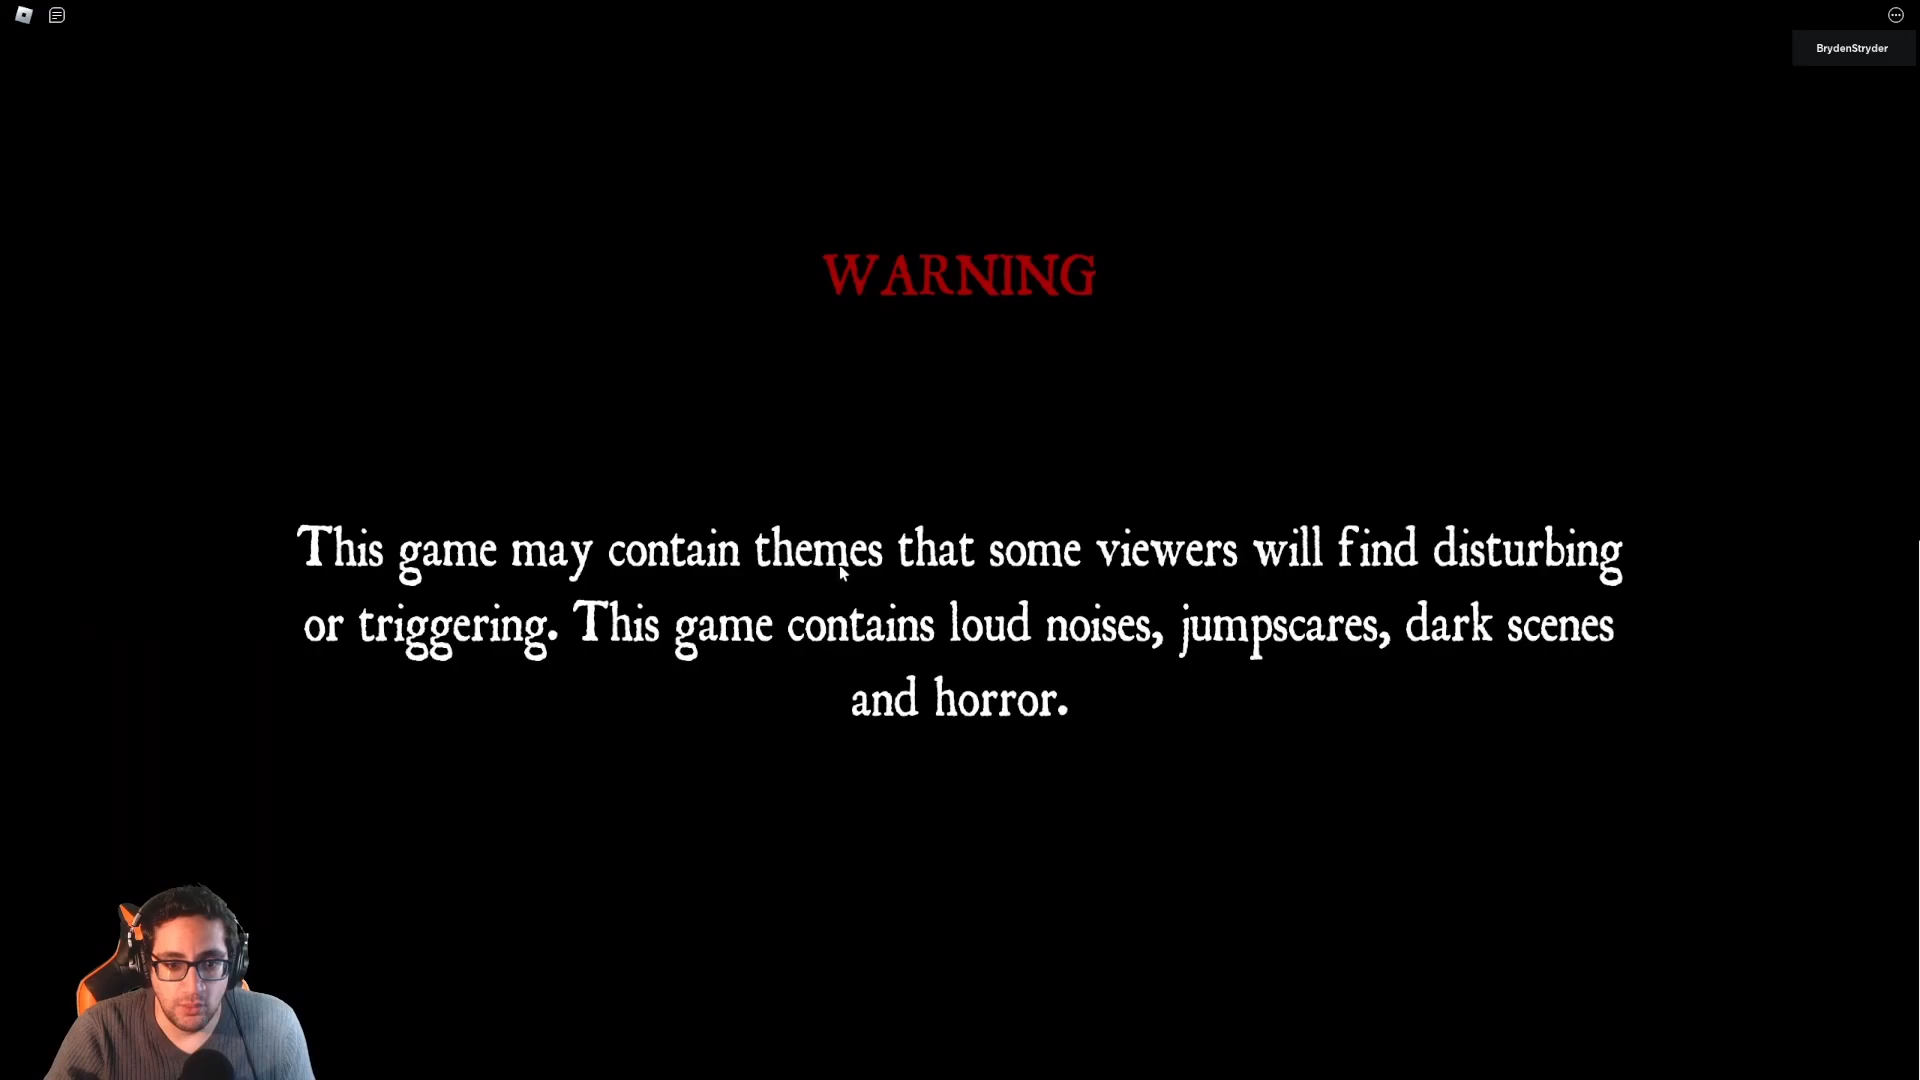 BrydenStryder
WARNING
This game may contain themes that some viewers will find disturbing
or triggering. This game contains loud noises, jumpscares, dark scenes
and horror.